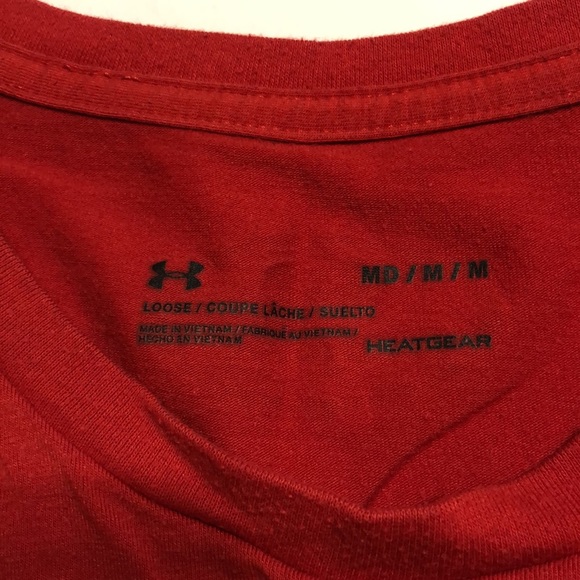 MD / M / M
LOOSE / COUPE LÂCHE / SUELTO
MADE IN VIETNAM / FABRIQUÉ AU VIETNAM /
HECHO EN VIETNAM
HEATGEAR